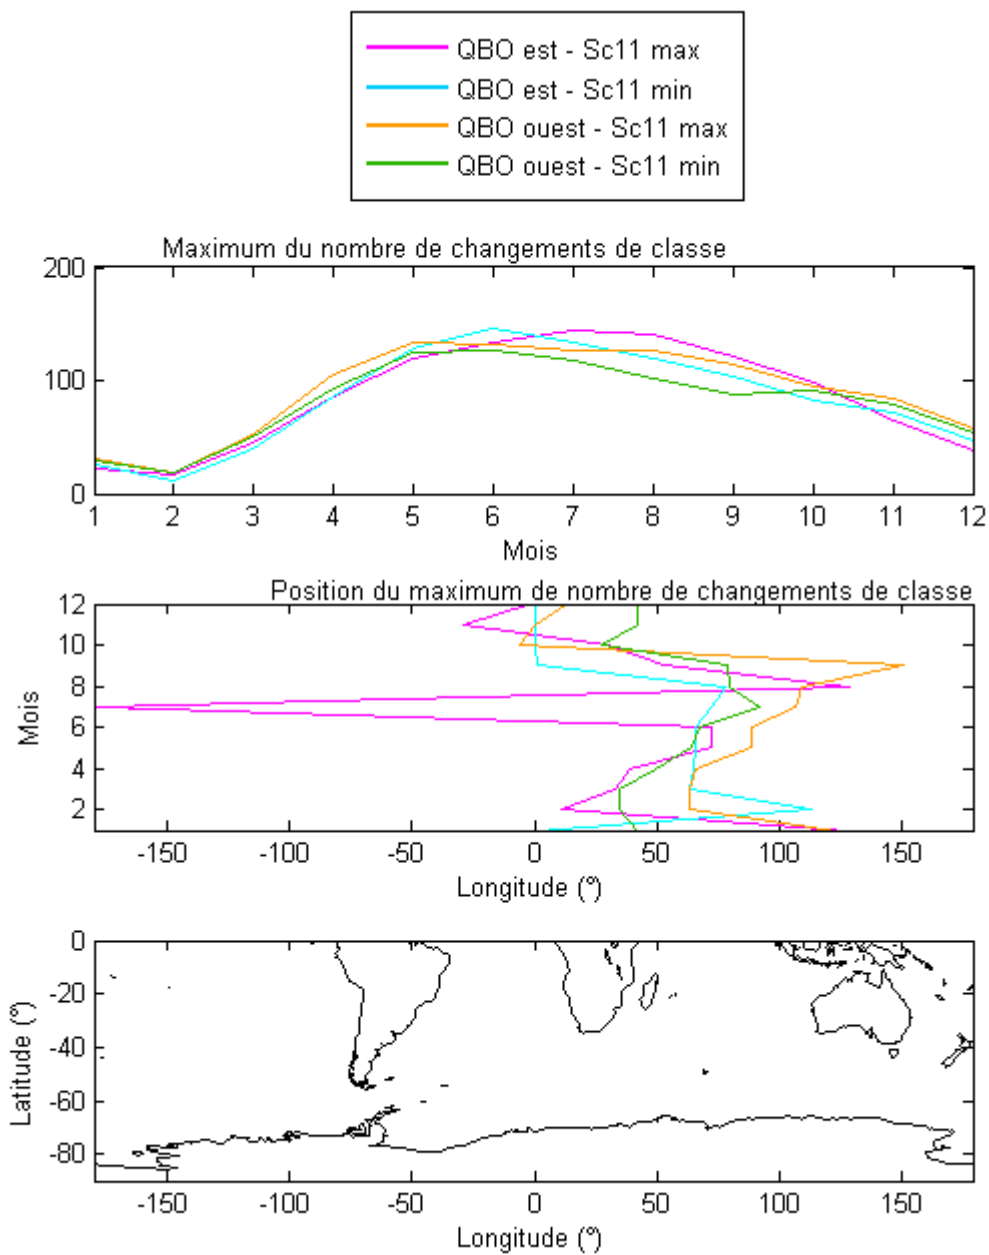 QBO est - Sc11 max
QBO est - Sc11 min
QBO ouest - Sc11 max
QBO ouest - Sc11 min
Maximum du nombre de changements de classe
200
100
0
1 2 3 4 5 6 7 8 9 10 11 12
Mois
Position du maximum de nombre de changements de classe
12
10
8
6
4
2
Mois
-150 -100 -50 0 50 100 150
Longitude (°)
0
-20
-40
-60
-80
Latitude (°)
-150 -100 -50 0 50 100 150
Longitude (°)